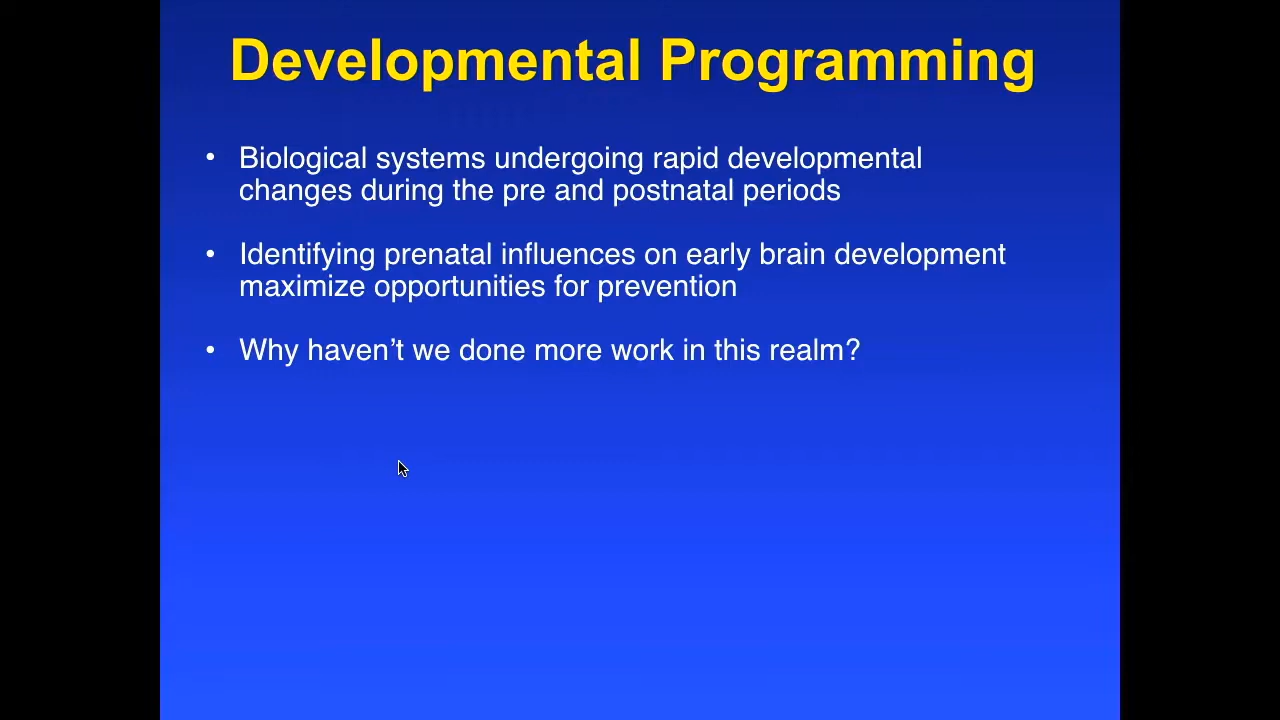 Developmental Programming
• Biological systems undergoing rapid developmental
changes during the pre and postnatal periods
• Identifying prenatal influences on early brain development
maximize opportunities for prevention
• Why haven’t we done more work in this realm?